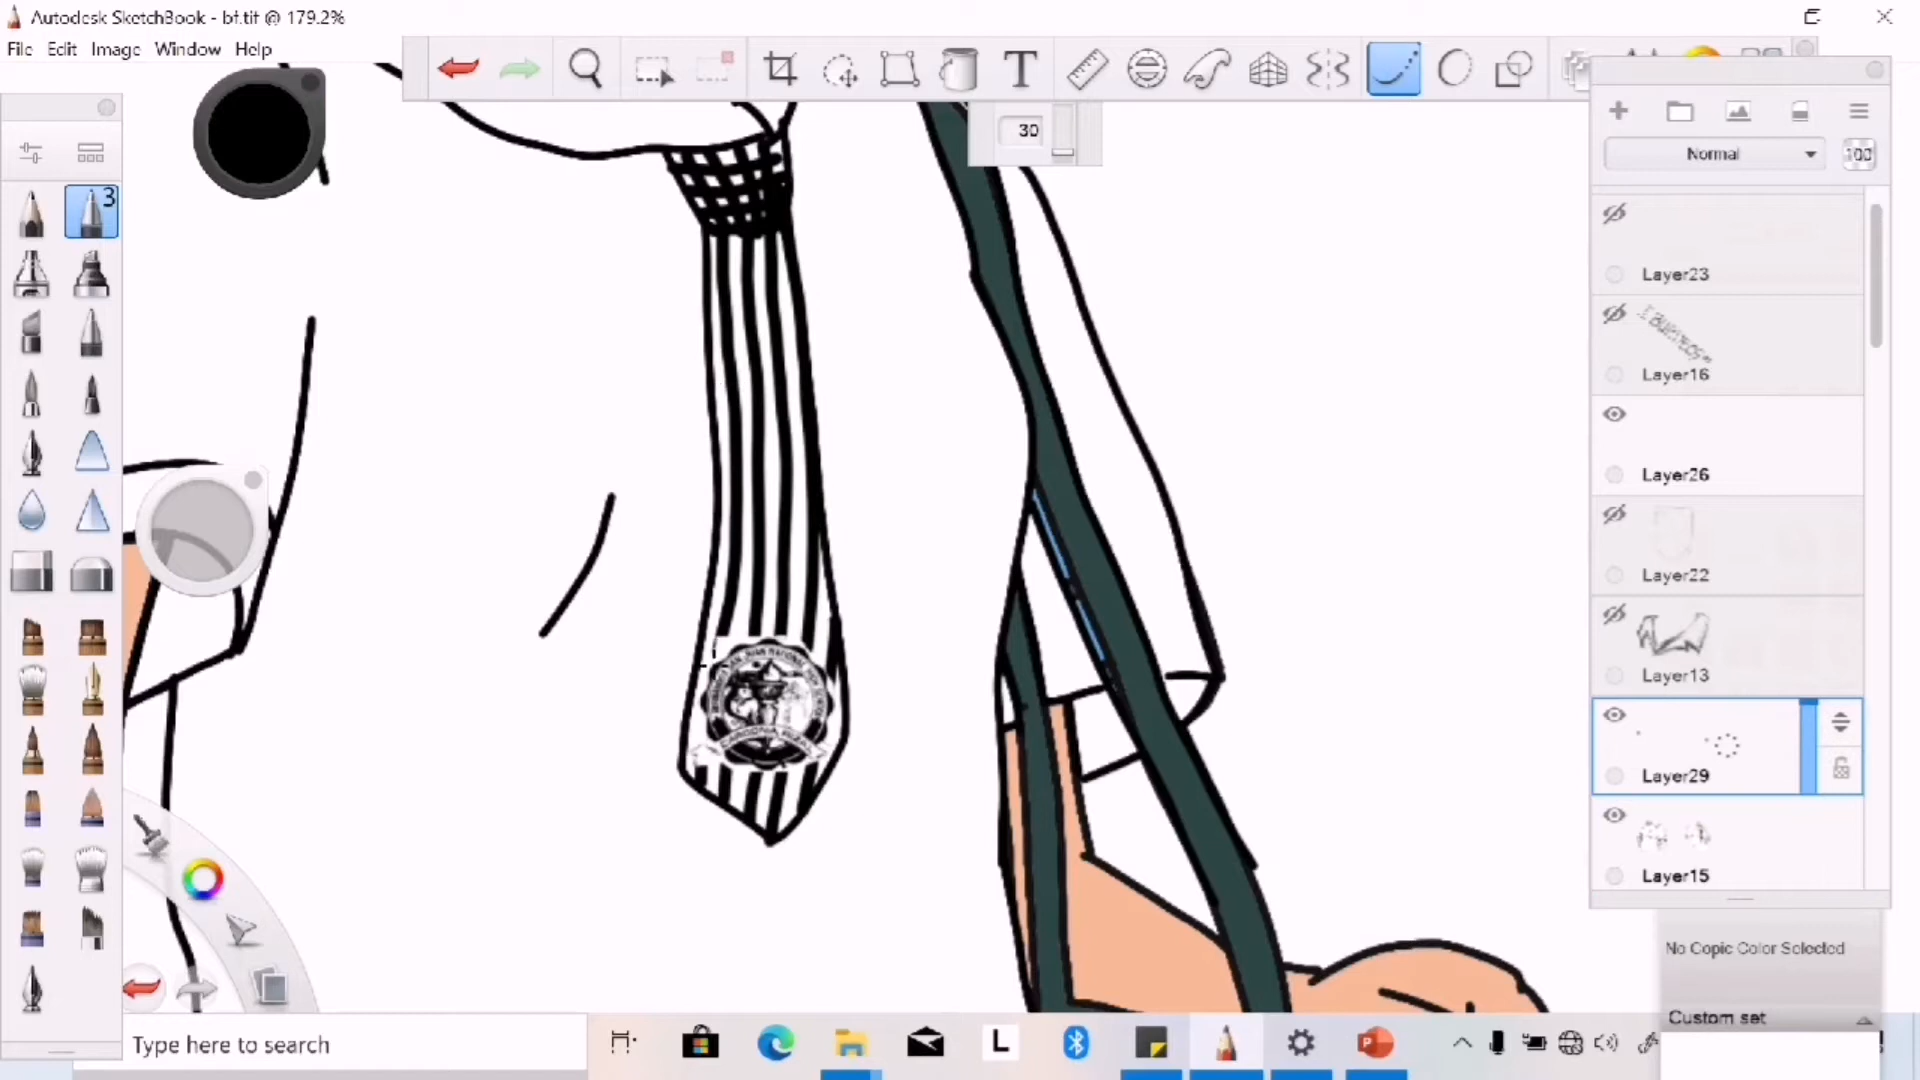 Autodesk SketchBook - bf.tif @ 179.2%
File Edit Image Window Help
30
3
Normal
100
Layer23
Layer16
Layer26
Layer22
Layer13
Layer29
Layer15
No Copic Color Selected
Custom set
Type here to search